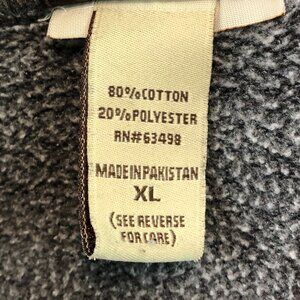 80%COTTON
20%POLYESTER
RN#63498
MADE IN PAKISTAN
XL
(SEE REVERSE
FOR CARE)